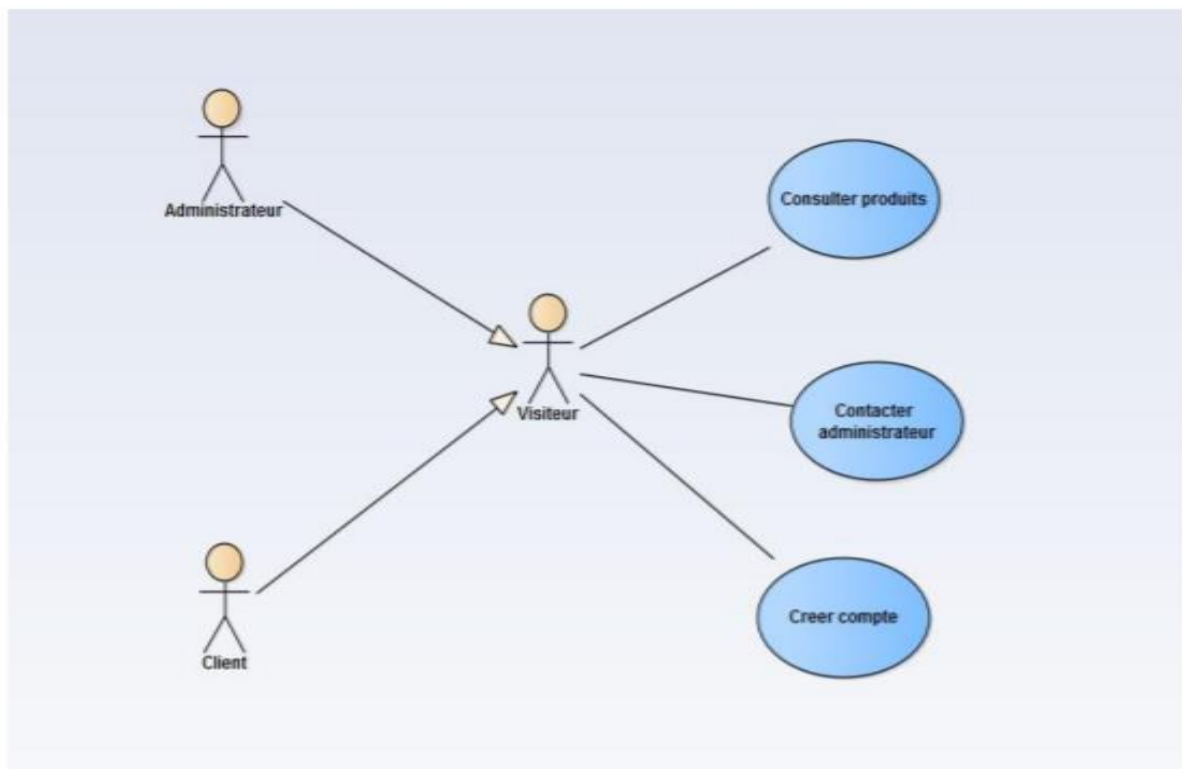 Administrateur
Consulter produits
Visiteur
Contacter
administrateur
Creer compte
Client